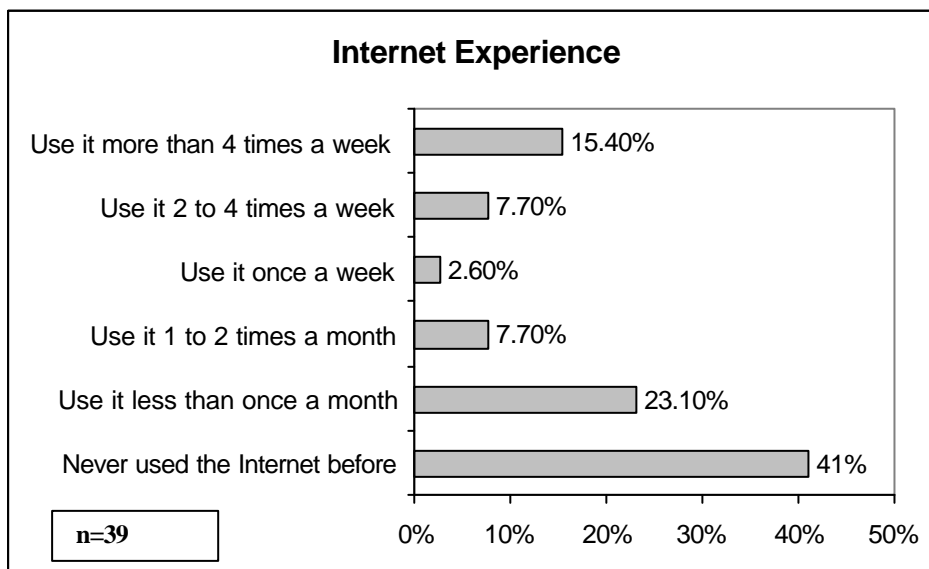 Internet Experience
Use it more than 4 times a week 15.40%
Use it 2 to 4 times a week 7.70%
Use it once a week 2.60%
Use it 1 to 2 times a month 7.70%
Use it less than once a month 23.10%
Never used the Internet before 41%
0% 10% 20% 30% 40% 50%
n=39